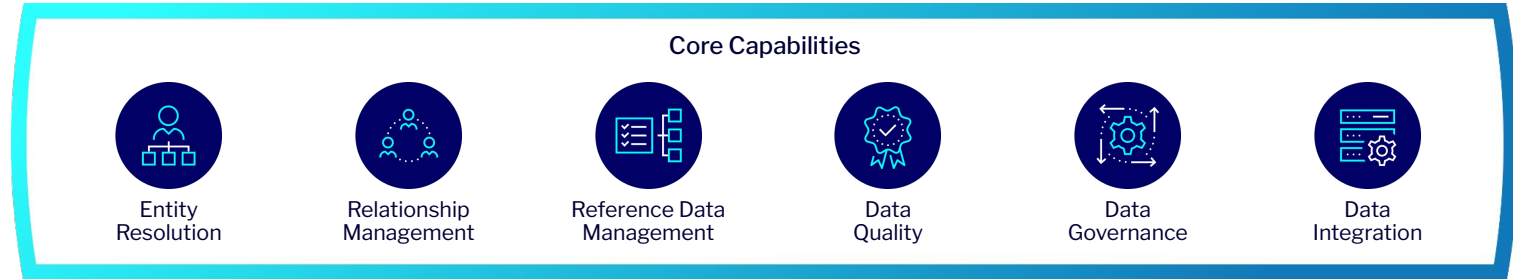 Core Capabilities
Entity
Resolution
Relationship
Management
Reference Data
Management
Data
Quality
Data
Governance
Data
Integration